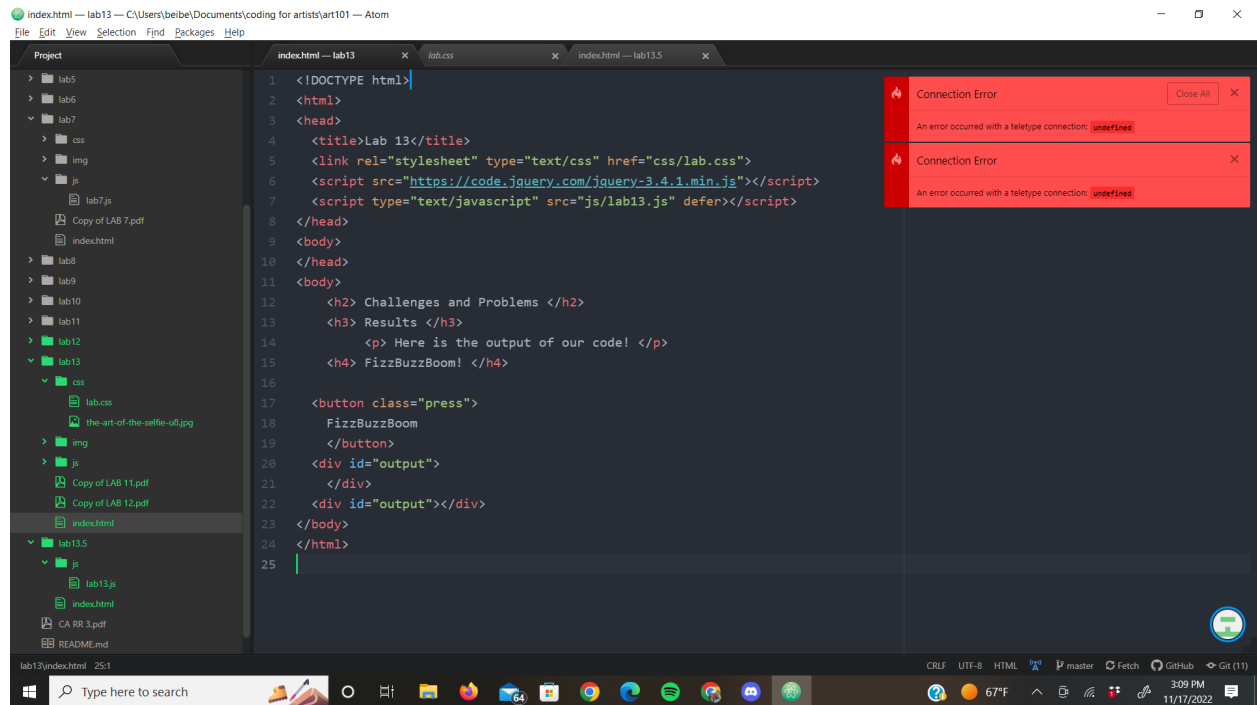 index.html — lab13 — C:\Users\beibe\Documents\coding for artists\art101 — Atom
File Edit View Selection Find Packages Help
Project
lab5
lab6
lab7
css
img
js
lab7.js
Copy of LAB 7.pdf
index.html
lab8
lab9
lab10
lab11
lab12
lab13
css
lab.css
the-art-of-the-selfie-u8.jpg
img
js
Copy of LAB 11.pdf
Copy of LAB 12.pdf
index.html
lab13.5
js
lab13.js
index.html
CA RR 3.pdf
README.md
index.html — lab13 lab.css index.html — lab13.5
1 <!DOCTYPE html>
2 <html>
3 <head>
4 <title>Lab 13</title>
5 <link rel="stylesheet" type="text/css" href="css/lab.css">
6 <script src="https://code.jquery.com/jquery-3.4.1.min.js"></script>
7 <script type="text/javascript" src="js/lab13.js" defer></script>
8 </head>
9 <body>
10 </head>
11 <body>
12 <h2> Challenges and Problems </h2>
13 <h3> Results </h3>
14 <p> Here is the output of our code! </p>
15 <h4> FizzBuzzBoom! </h4>
16
17 <button class="press">
18 FizzBuzzBoom
19 </button>
20 <div id="output">
21 </div>
22 <div id="output"></div>
23 </body>
24 </html>
25
Connection Error Close All
An error occurred with a teletype connection: undefined
Connection Error
An error occurred with a teletype connection: undefined
lab13\index.html 25:1 CRLF UTF-8 HTML master Fetch GitHub Git (11)
Type here to search 64 67°F 3:09 PM
11/17/2022